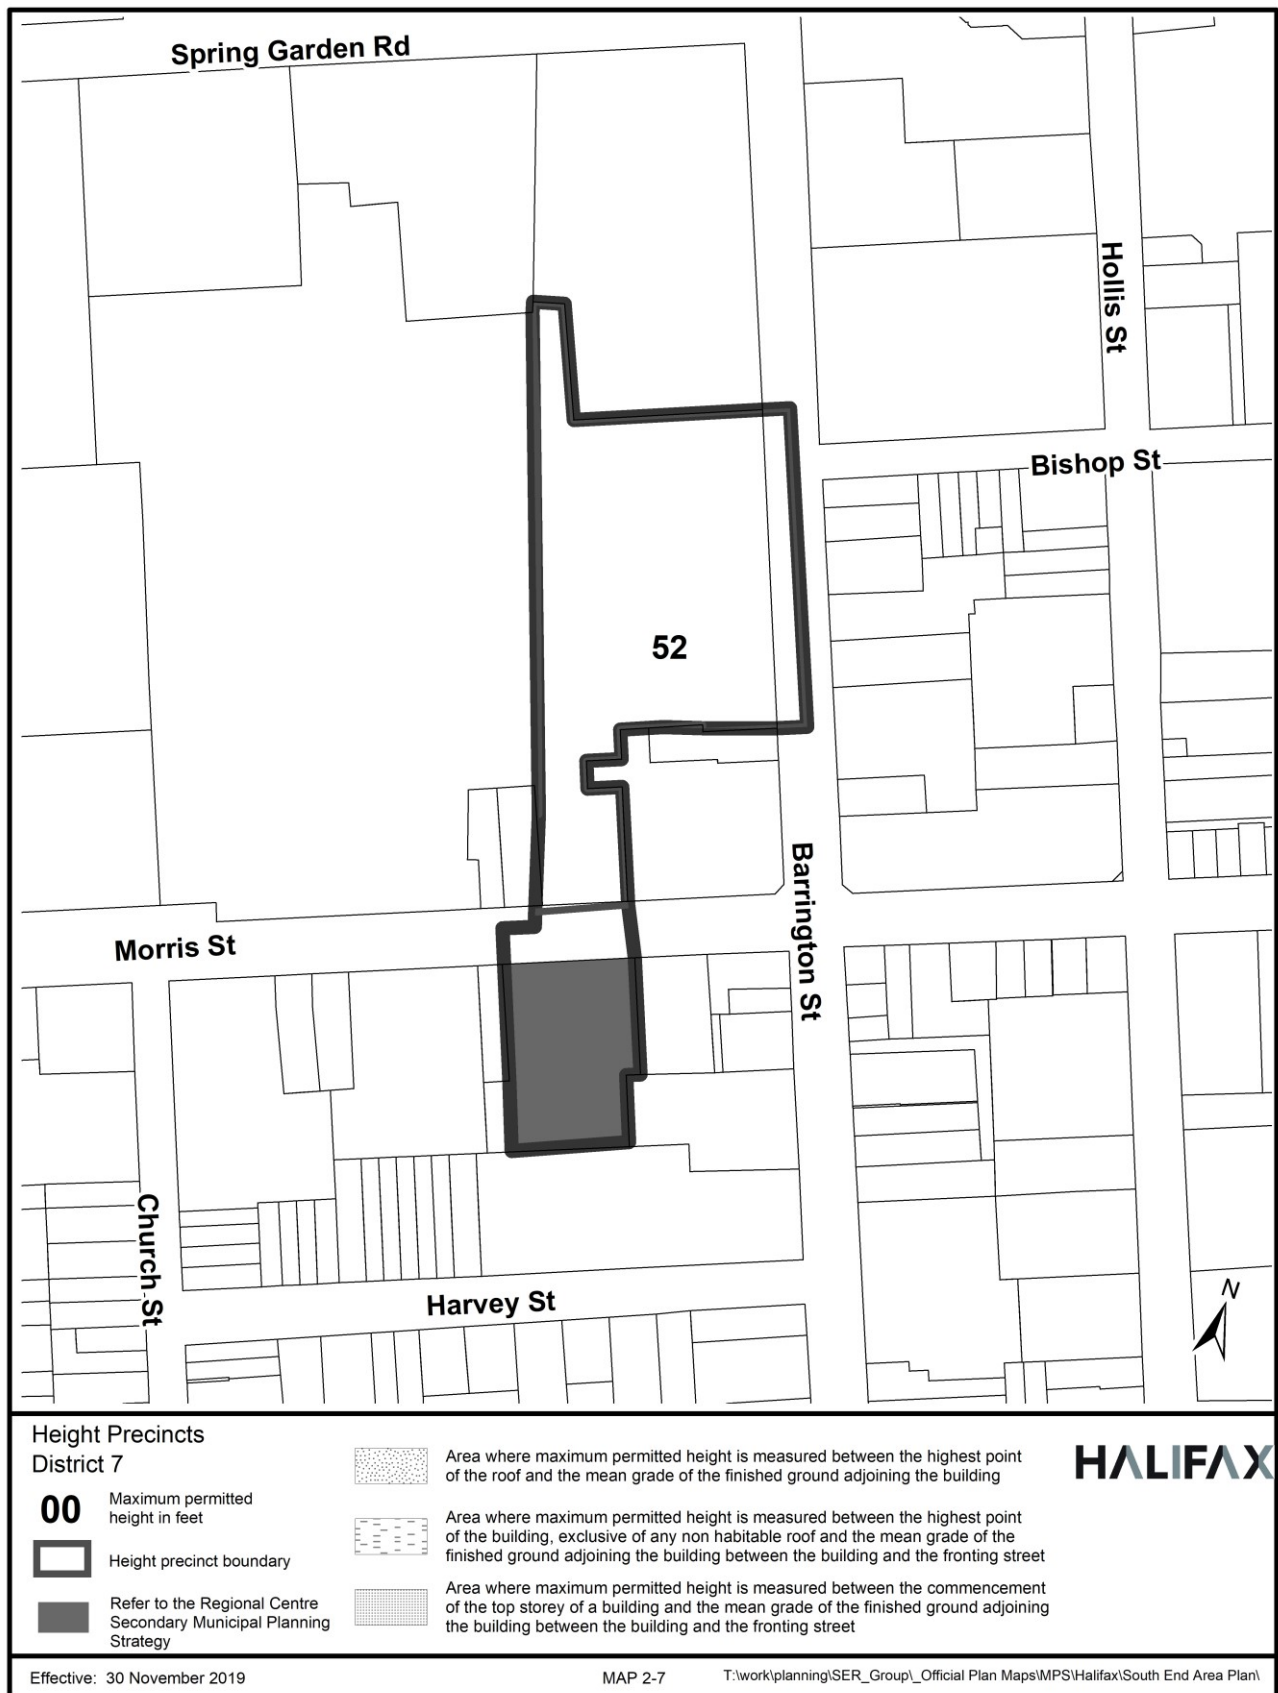 Spring Garden Rd
Hollis St
Bishop St
52
Barrington St
Morris St
Church St
Harvey St
N
Height Precincts
District 7
00
Maximum permitted
height in feet
Height precinct boundary
Refer to the Regional Centre
Secondary Municipal Planning
Strategy
Area where maximum permitted height is measured between the highest point
of the roof and the mean grade of the finished ground adjoining the building
Area where maximum permitted height is measured between the highest point
of the building, exclusive of any non habitable roof and the mean grade of the
finished ground adjoining the building between the building and the fronting street
Area where maximum permitted height is measured between the commencement
of the top storey of a building and the mean grade of the finished ground adjoining
the building between the building and the fronting street
HALIFAX
Effective: 30 November 2019
MAP 2-7
T:\work\planning\SER_Group\_Official Plan Maps\MPS\Halifax\South End Area Plan\